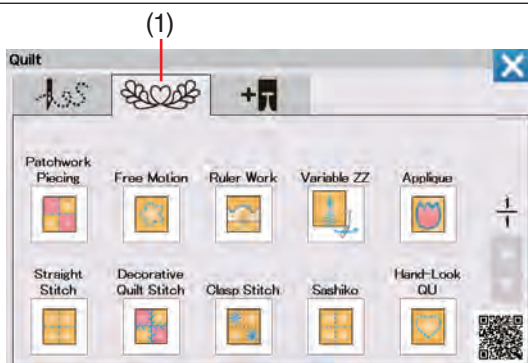 (1)
Quilt
Patchwork
Piecing
Free Motion
Ruler Work
Variable ZZ
Applique
1
1
Straight
Stitch
Decorative
Quilt Stitch
Clasp Stitch
Sashiko
Hand-Look
QU